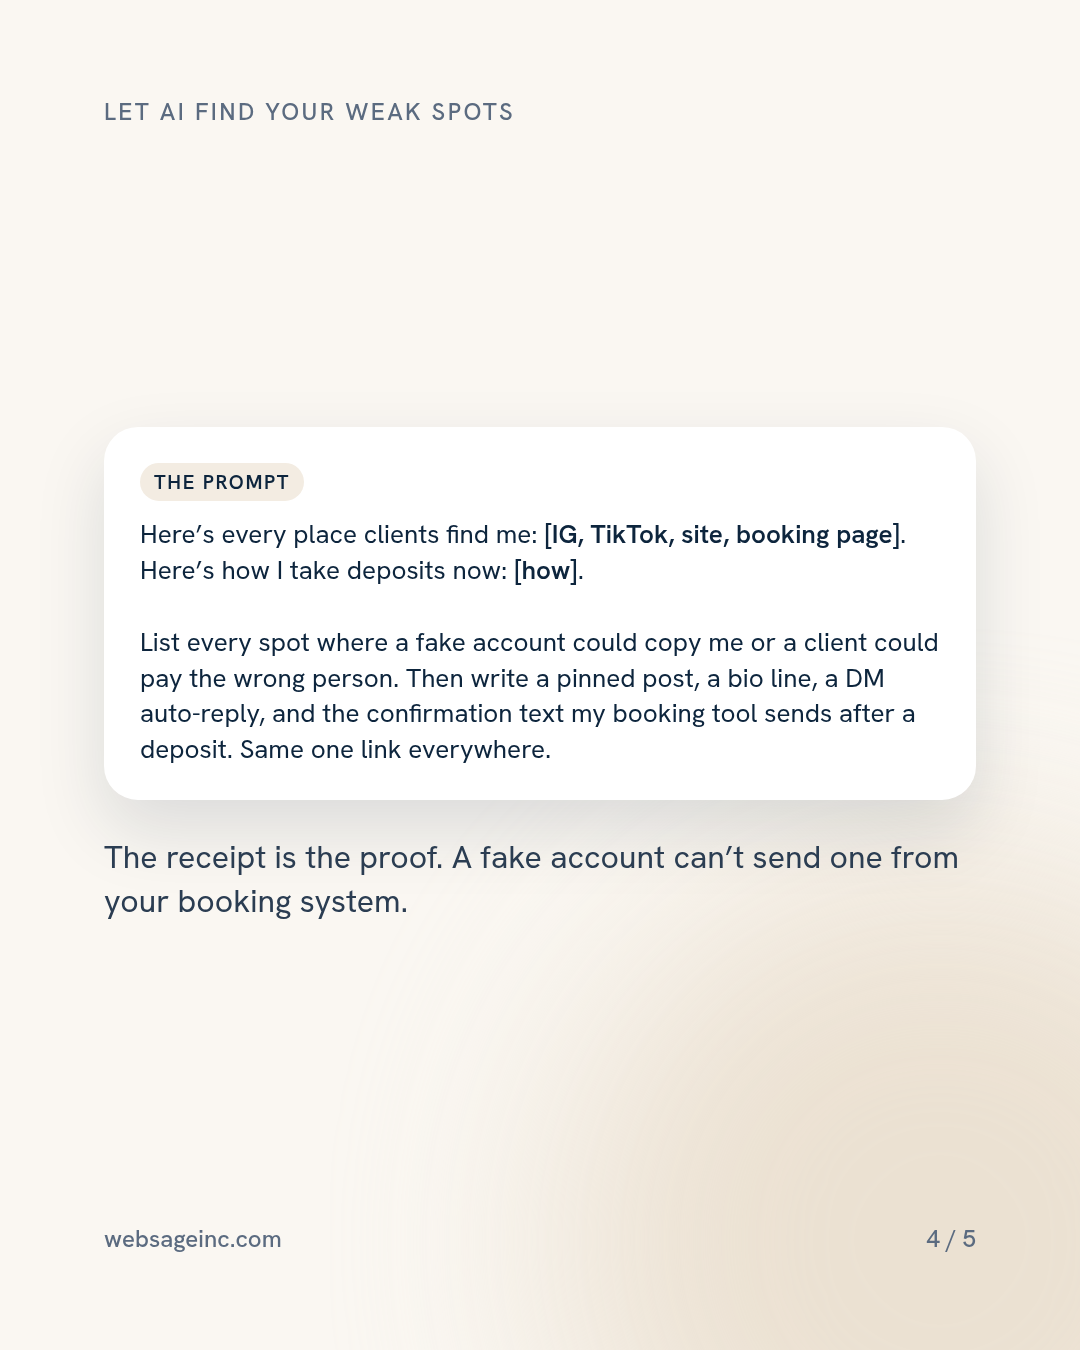 LET AI FIND YOUR WEAK SPOTS
THE PROMPT
Here’s every place clients find me: [IG, TikTok, site, booking page].
Here’s how I take deposits now: [how].
List every spot where a fake account could copy me or a client could
pay the wrong person. Then write a pinned post, a bio line, a DM
auto-reply, and the confirmation text my booking tool sends after a
deposit. Same one link everywhere.
The receipt is the proof. A fake account can’t send one from
your booking system.
websageinc.com
4 / 5